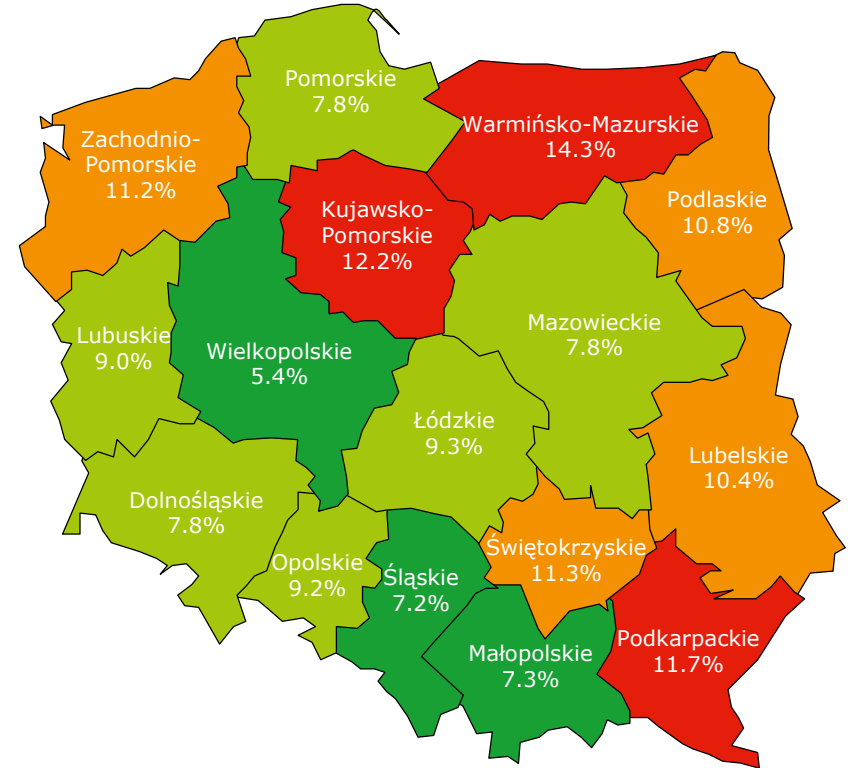 Pomorskie
7.8%
Warmińsko-Mazurskie
14.3%
Zachodnio-
Pomorskie
11.2%
Podlaskie
10.8%
Kujawsko-
Pomorskie
12.2%
Mazowieckie
7.8%
Lubuskie
9.0%
Wielkopolskie
5.4%
Łódzkie
9.3%
Lubelskie
10.4%
Dolnośląskie
7.8%
Opolskie
9.2%
Śląskie
7.2%
Świętokrzyskie
11.3%
Małopolskie
7.3%
Podkarpackie
11.7%